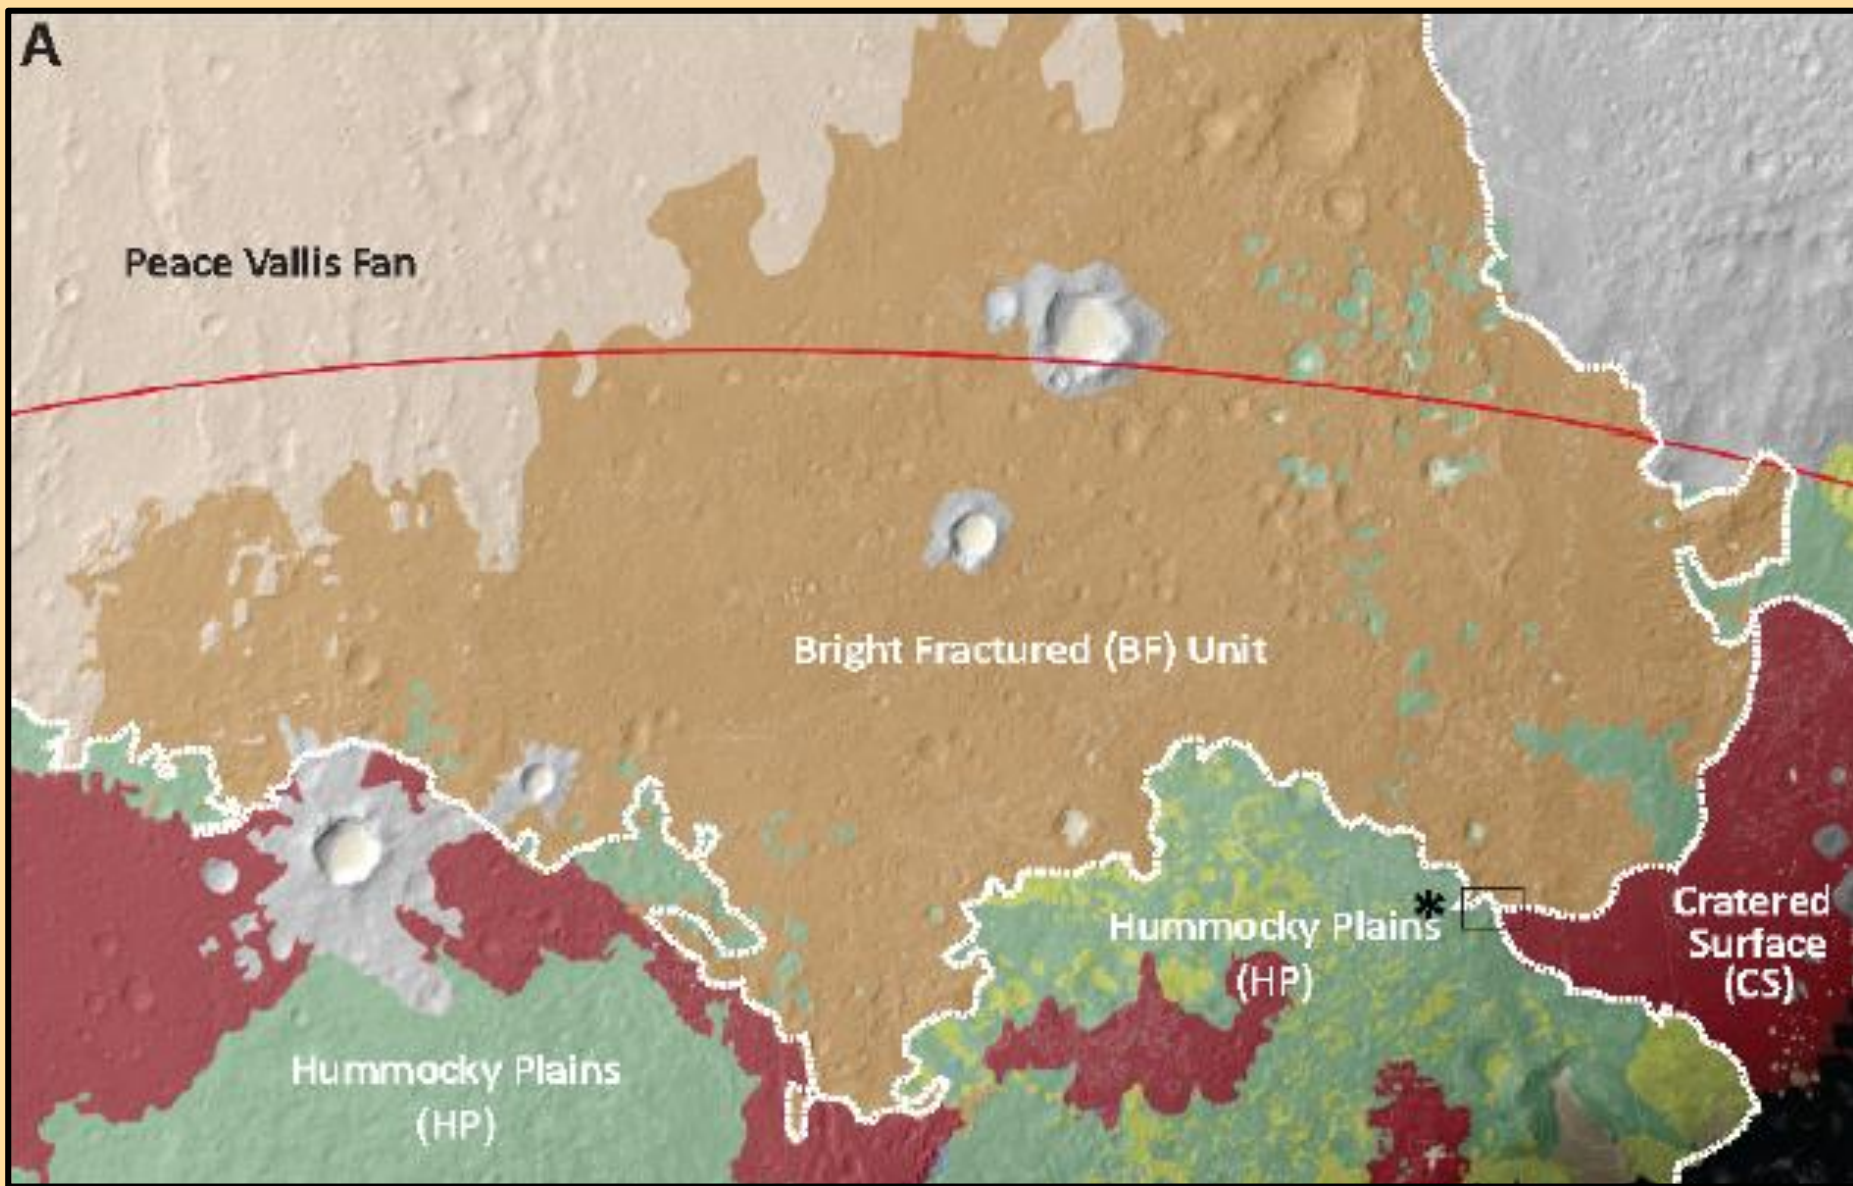 A
Peace Vallis Fan
Bright Fractured (BF) Unit
*
Hummocky Plains
(HP)
Cratered
Surface
(CS)
Hummocky Plains
(HP)